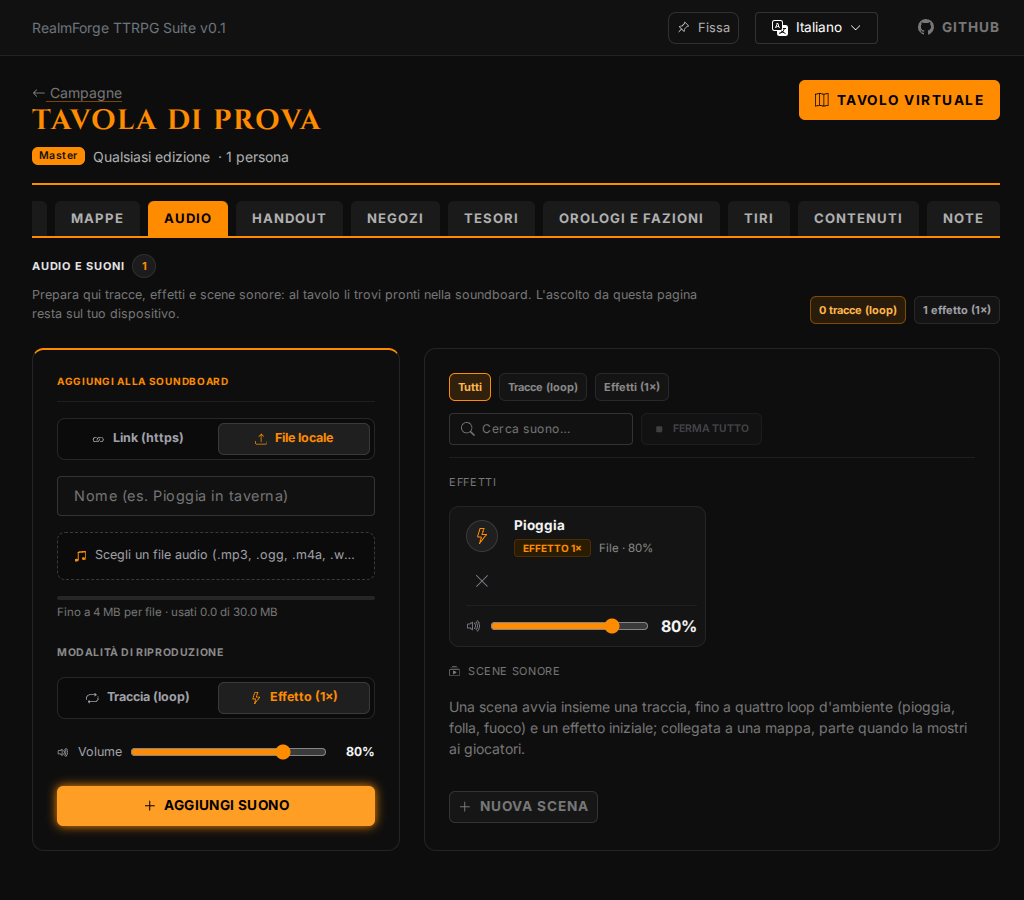 RealmForge TTRPG Suite v0.1
Fissa
Italiano
GITHUB
← Campagne
TAVOLA DI PROVA
TAVOLO VIRTUALE
Master Qualsiasi edizione · 1 persona
MAPPE
AUDIO
HANDOUT
NEGOZI
TESORI
OROLOGI E FAZIONI
TIRI
CONTENUTI
NOTE
AUDIO E SUONI 1
Prepara qui tracce, effetti e scene sonore: al tavolo li trovi pronti nella soundboard. L'ascolto da questa pagina
resta sul tuo dispositivo.
0 tracce (loop)
1 effetto (1×)
AGGIUNGI ALLA SOUNDBOARD
Link (https)
File locale
Nome (es. Pioggia in taverna)
Scegli un file audio (.mp3, .ogg, .m4a, .w...
Fino a 4 MB per file · usati 0.0 di 30.0 MB
MODALITÀ DI RIPRODUZIONE
Traccia (loop)
Effetto (1×)
Volume 80%
+ AGGIUNGI SUONO
Tutti
Tracce (loop)
Effetti (1×)
Cerca suono...
FERMA TUTTO
EFFETTI
Pioggia
EFFETTO 1× File · 80%
80%
SCENE SONORE
Una scena avvia insieme una traccia, fino a quattro loop d'ambiente (pioggia,
folla, fuoco) e un effetto iniziale; collegata a una mappa, parte quando la mostri
ai giocatori.
+ NUOVA SCENA